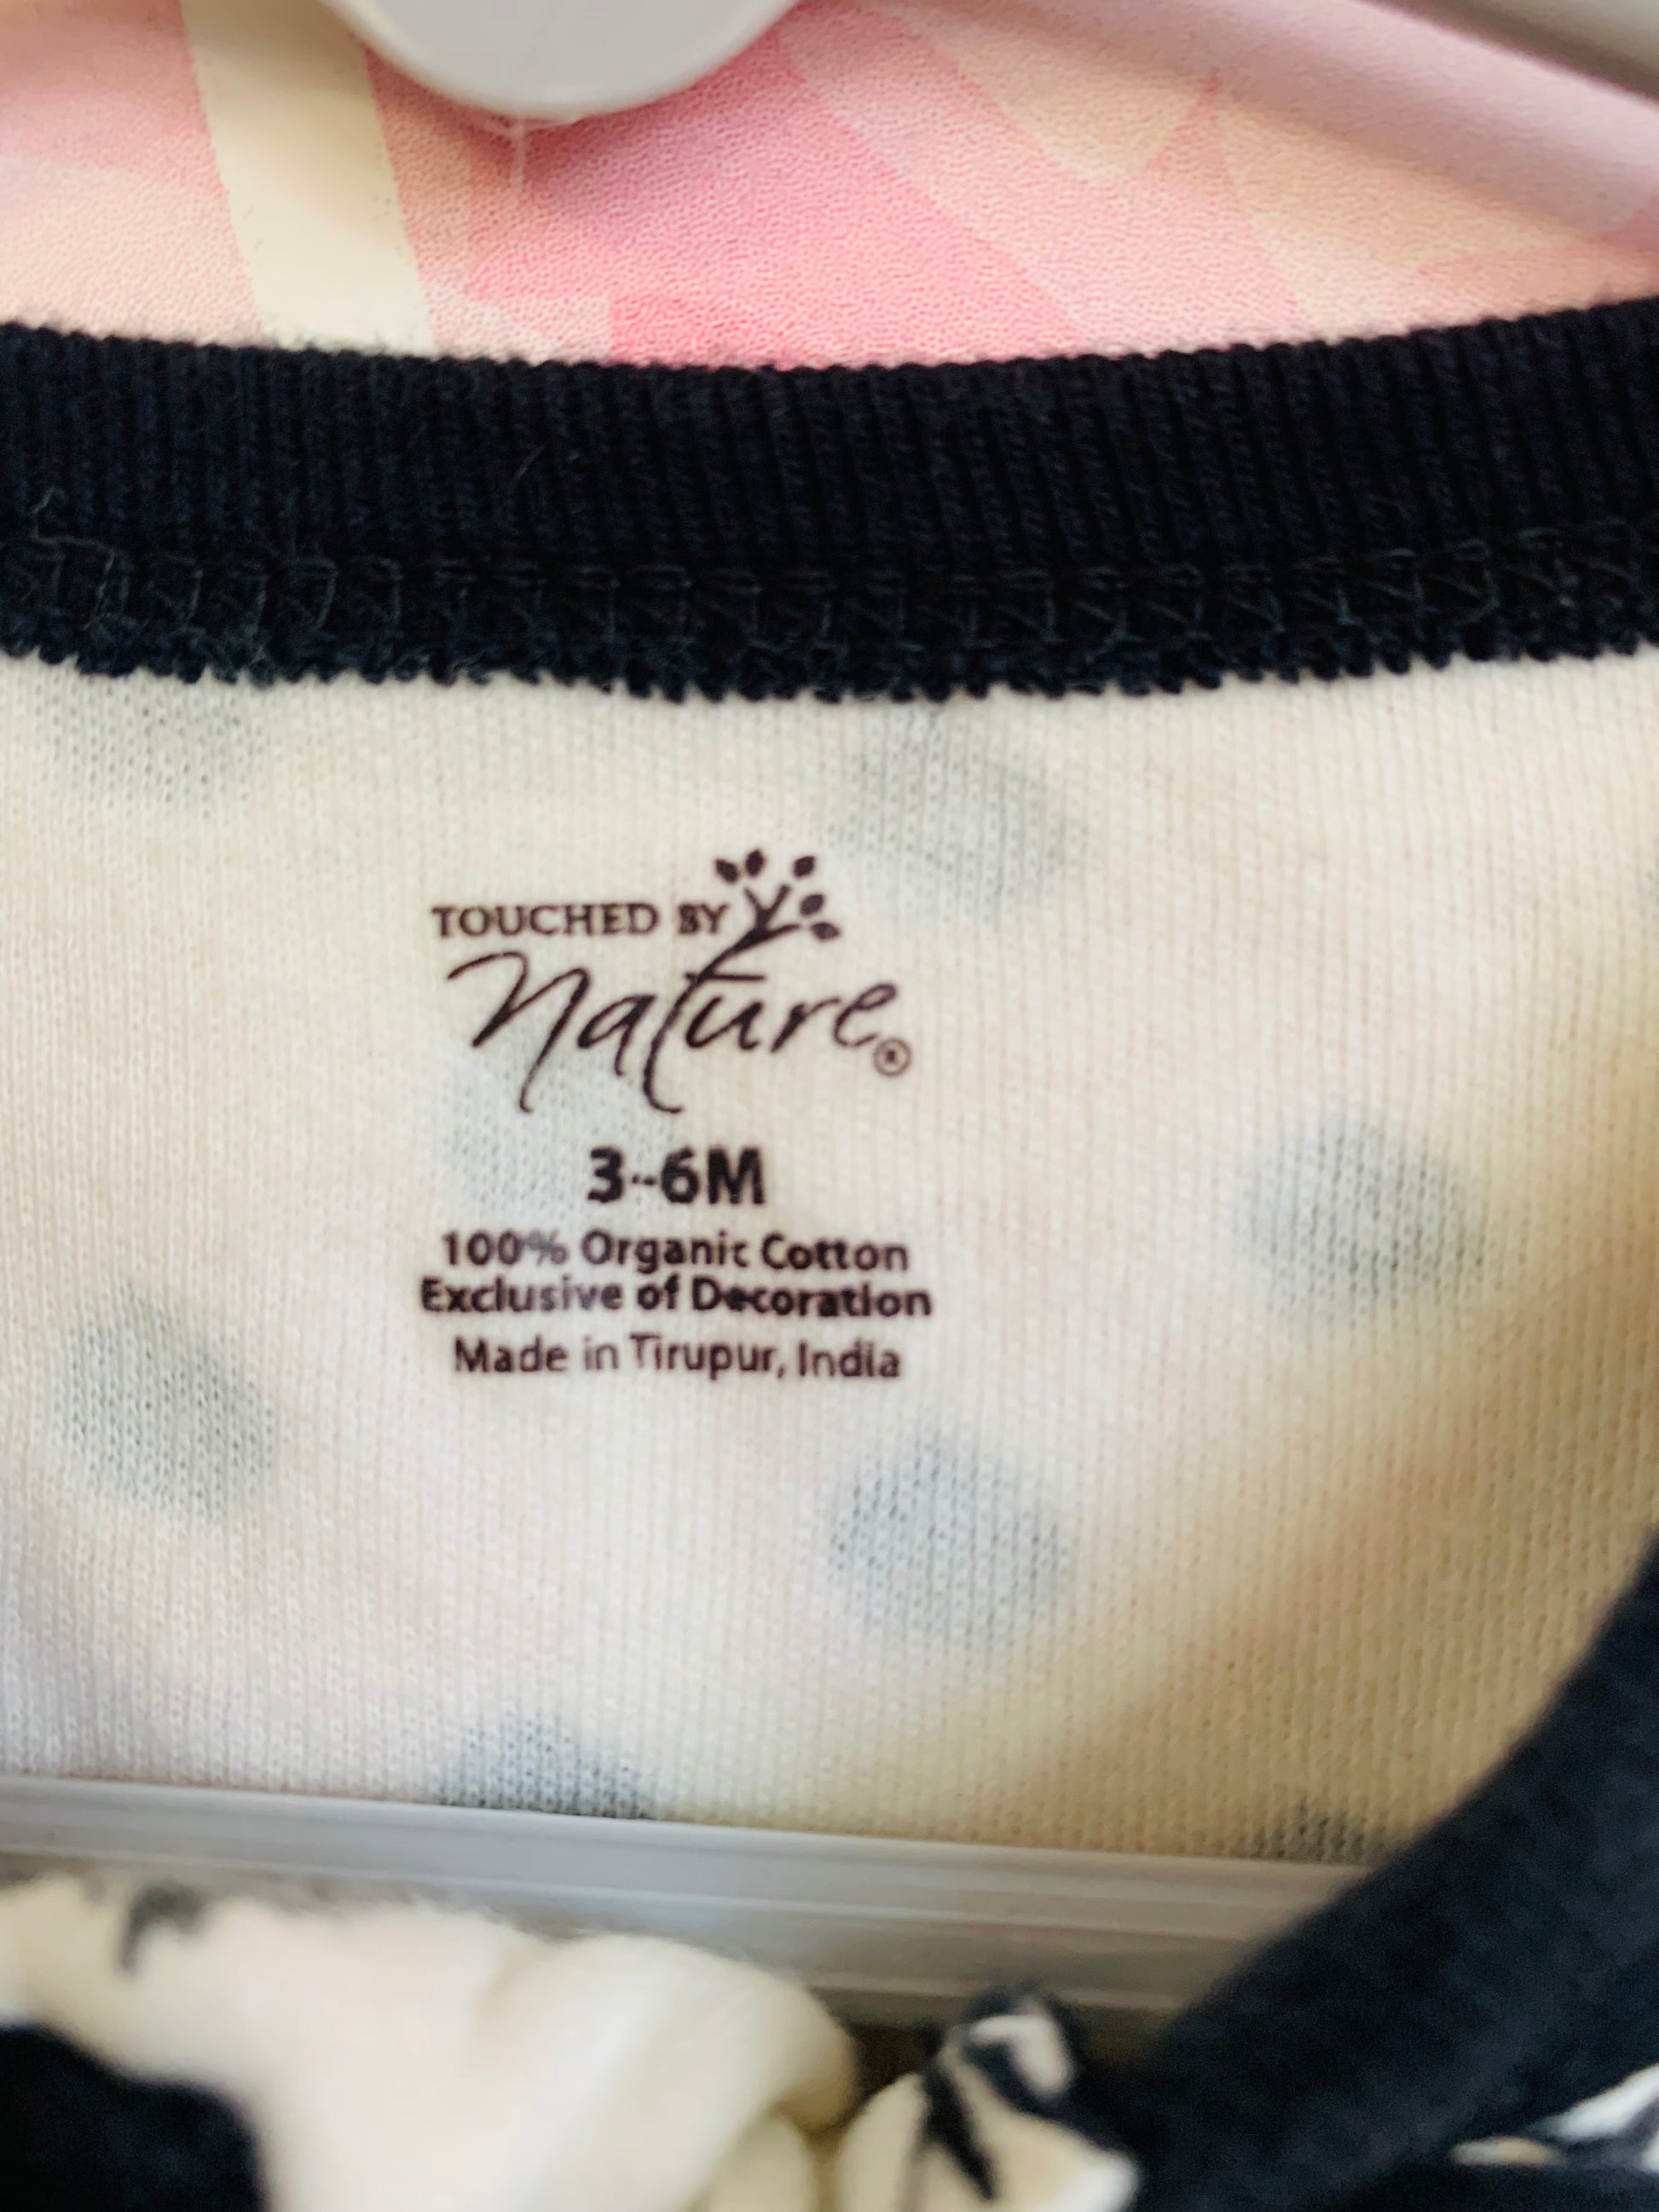 TOUCHED BY
nature®
3-6M
100% Organic Cotton
Exclusive of Decoration
Made in Tirupur, India